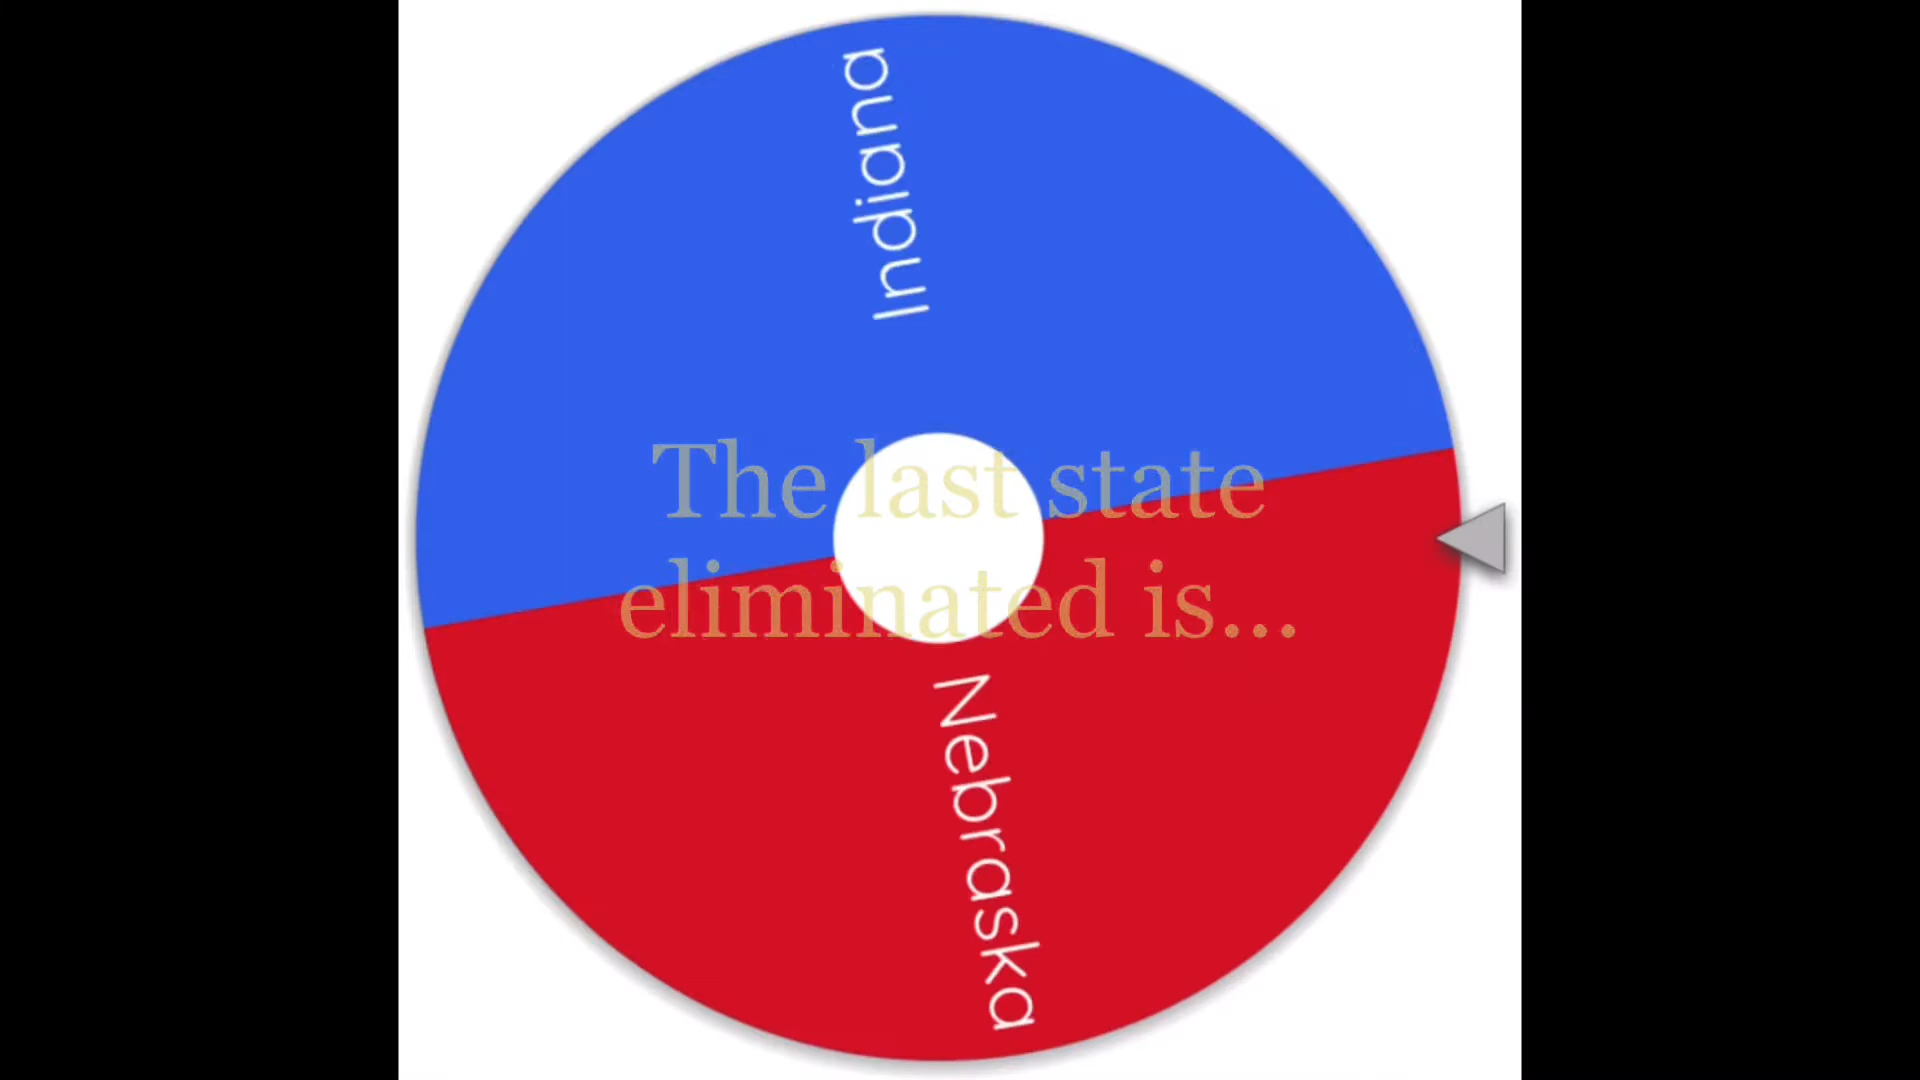 Indiana
The last state
eliminated is...
Nebraska